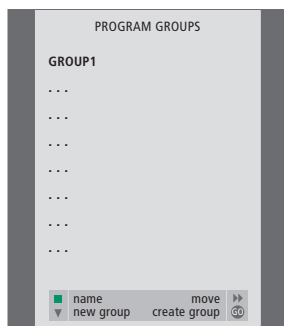 PROGRAM GROUPS
GROUP1
. . .
. . .
. . .
. . .
. . .
. . .
. . .
name move
new group create group GO